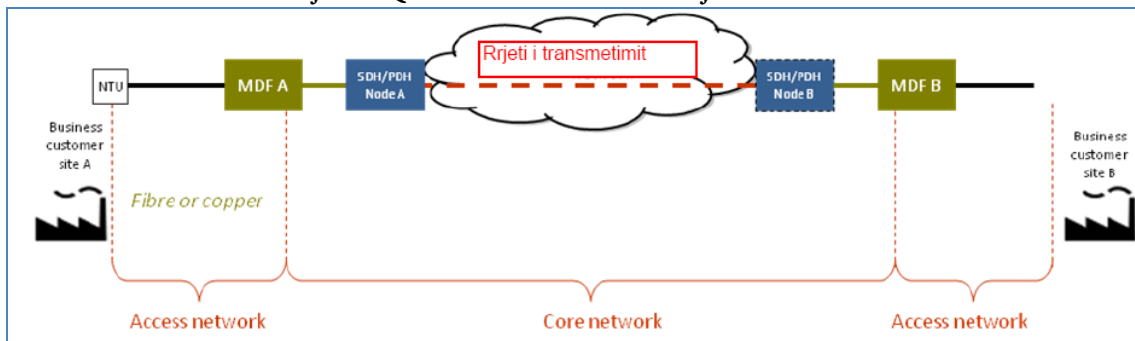 Rrjeti i transmetimit
NTU
MDF A
SDH/PDH
Node A
SDH/PDH
Node B
MDF B
Business
customer
site A
Business
customer
site B
Fibre or copper
Access network
Core network
Access network